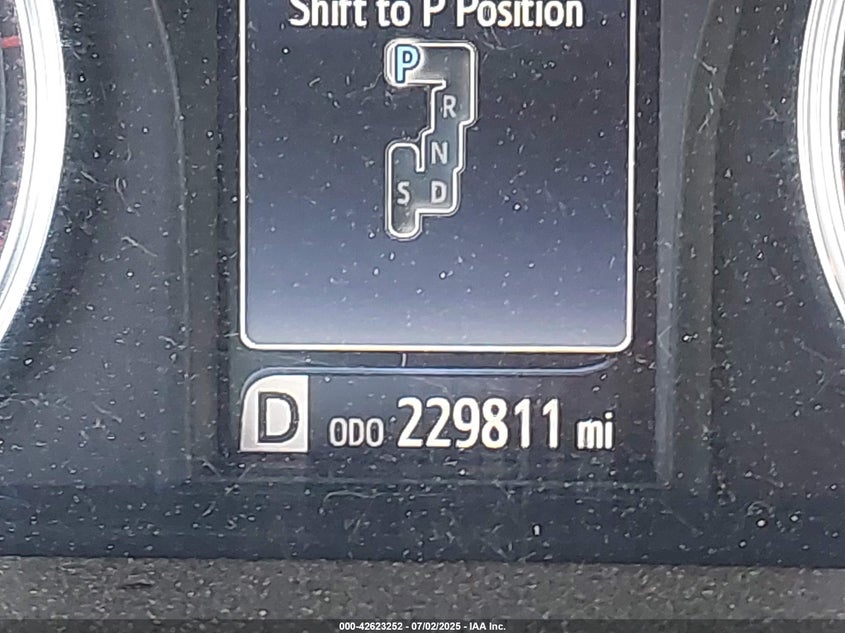 Shift to P Position
P
R
N
S D
D ODO 229811 mi
000-42623252 - 07/02/2025 - IAA Inc.